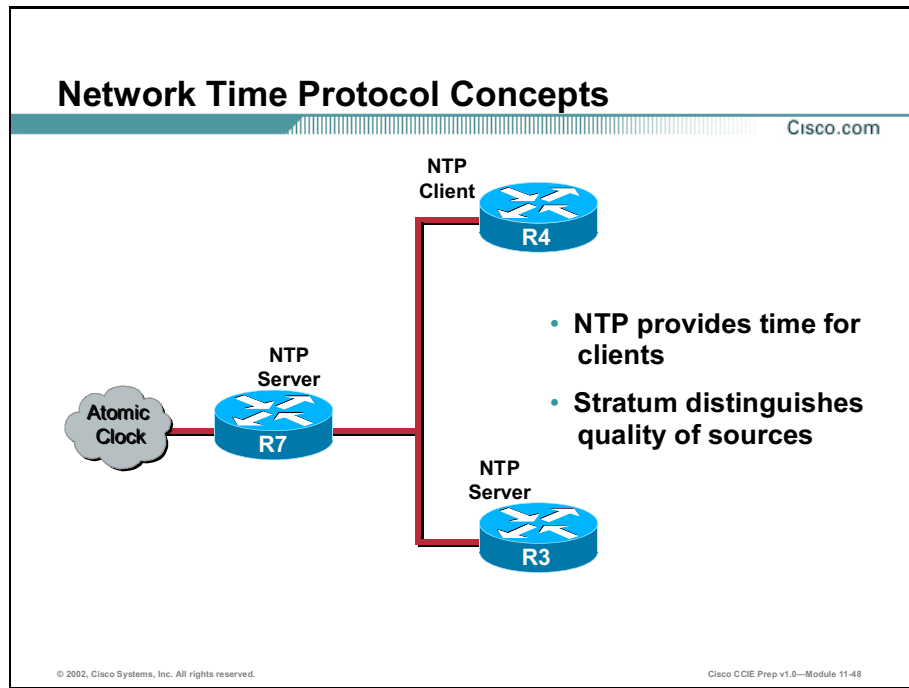 Network Time Protocol Concepts
Cisco.com
NTP
Client
R4
• NTP provides time for
clients
• Stratum distinguishes
quality of sources
NTP
Server
Atomic
Clock
R7
NTP
Server
R3
© 2002, Cisco Systems, Inc. All rights reserved.
Cisco CCIE Prep v1.0—Module 11-48